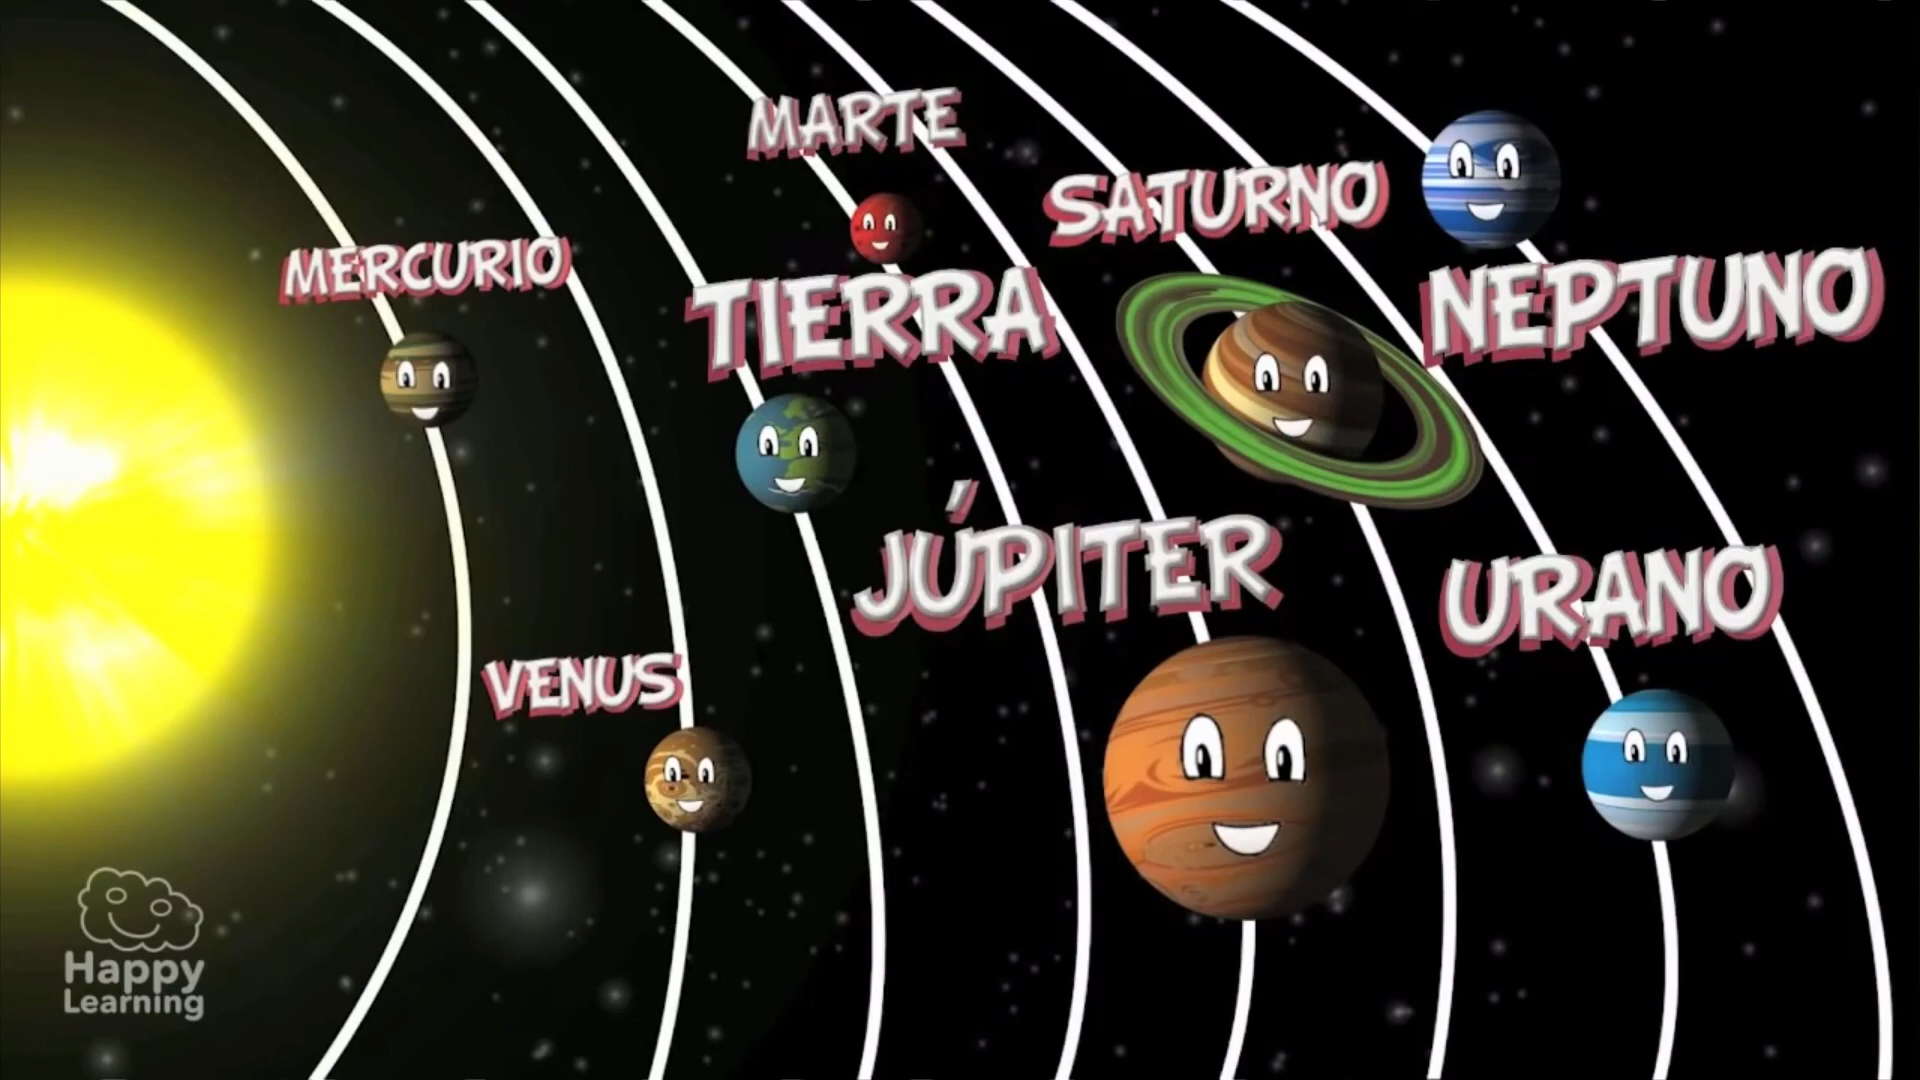 MARTE
SATURNO
MERCURIO
TIERRA
NEPTUNO
JÚPITER
URANO
VENUS
Happy
Learning